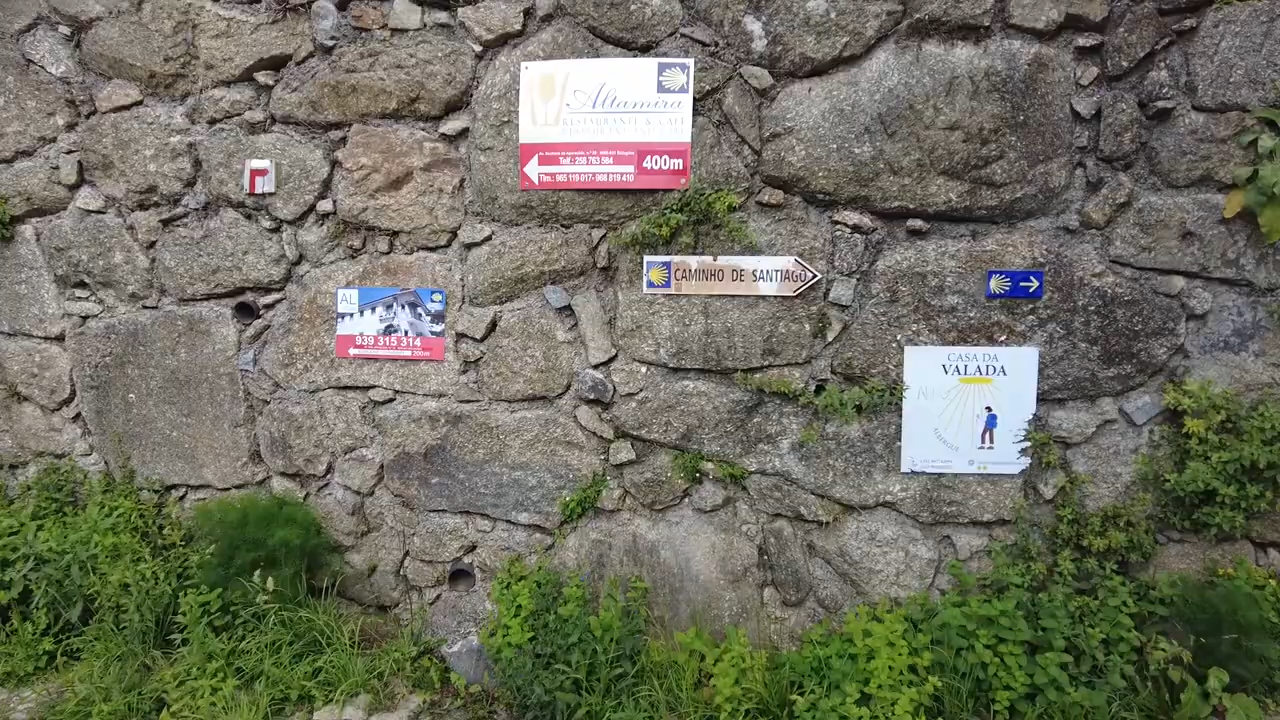 Altamira
RESTAURANTE & CAFÉ
400m
Telf.: 258 763 584
Tlm.: 965 119 017 - 968 819 410
CAMINHO DE SANTIAGO
AL
939 315 314
200m
CASA DA
VALADA
ALBERGUE